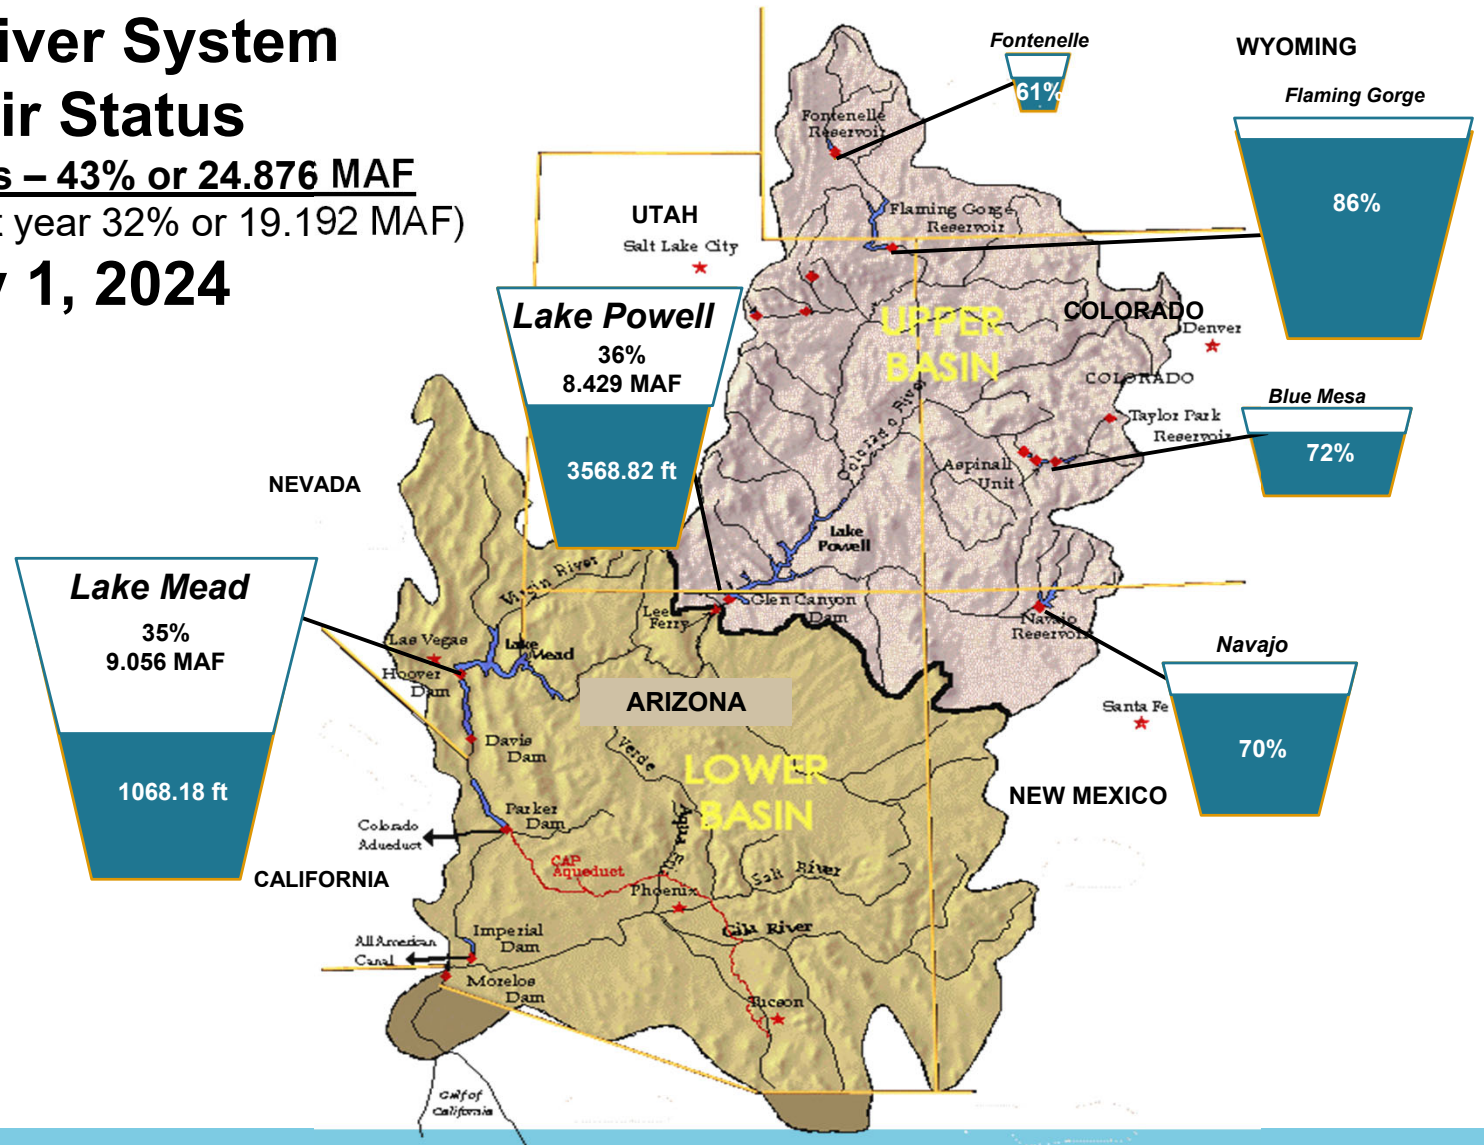 iver System
ir Status
s – 43% or 24.876 MAF
t year 32% or 19.192 MAF)
y 1, 2024
Fontenelle
61%
WYOMING
Flaming Gorge
86%
Fontenelle
Reservoir
UTAH
Salt Lake City
Flaming Gorge
Reservoir
Lake Powell
36%
8.429 MAF
3568.82 ft
UPPER
BASIN
COLORADO
Denver
COLORADO
Blue Mesa
72%
Taylor Park
Reservoir
Colorado River
Aspinall
Unit
NEVADA
Lake
Powell
Virgin River
Lake Mead
35%
9.056 MAF
1068.18 ft
Glen Canyon
Dam
Lee
Ferry
Navajo
Reservoir
Navajo
70%
Las Vegas
Lake
Mead
Hoover
Dam
ARIZONA
Santa Fe
Davis
Dam
Verde
LOWER
BASIN
NEW MEXICO
Parker
Dam
Colorado
Aqueduct
Agua Fria
CAP
Aqueduct
Salt River
CALIFORNIA
Phoenix
Gila River
Imperial
Dam
All American
Canal
Morelos
Dam
Tucson
Gulf of
California